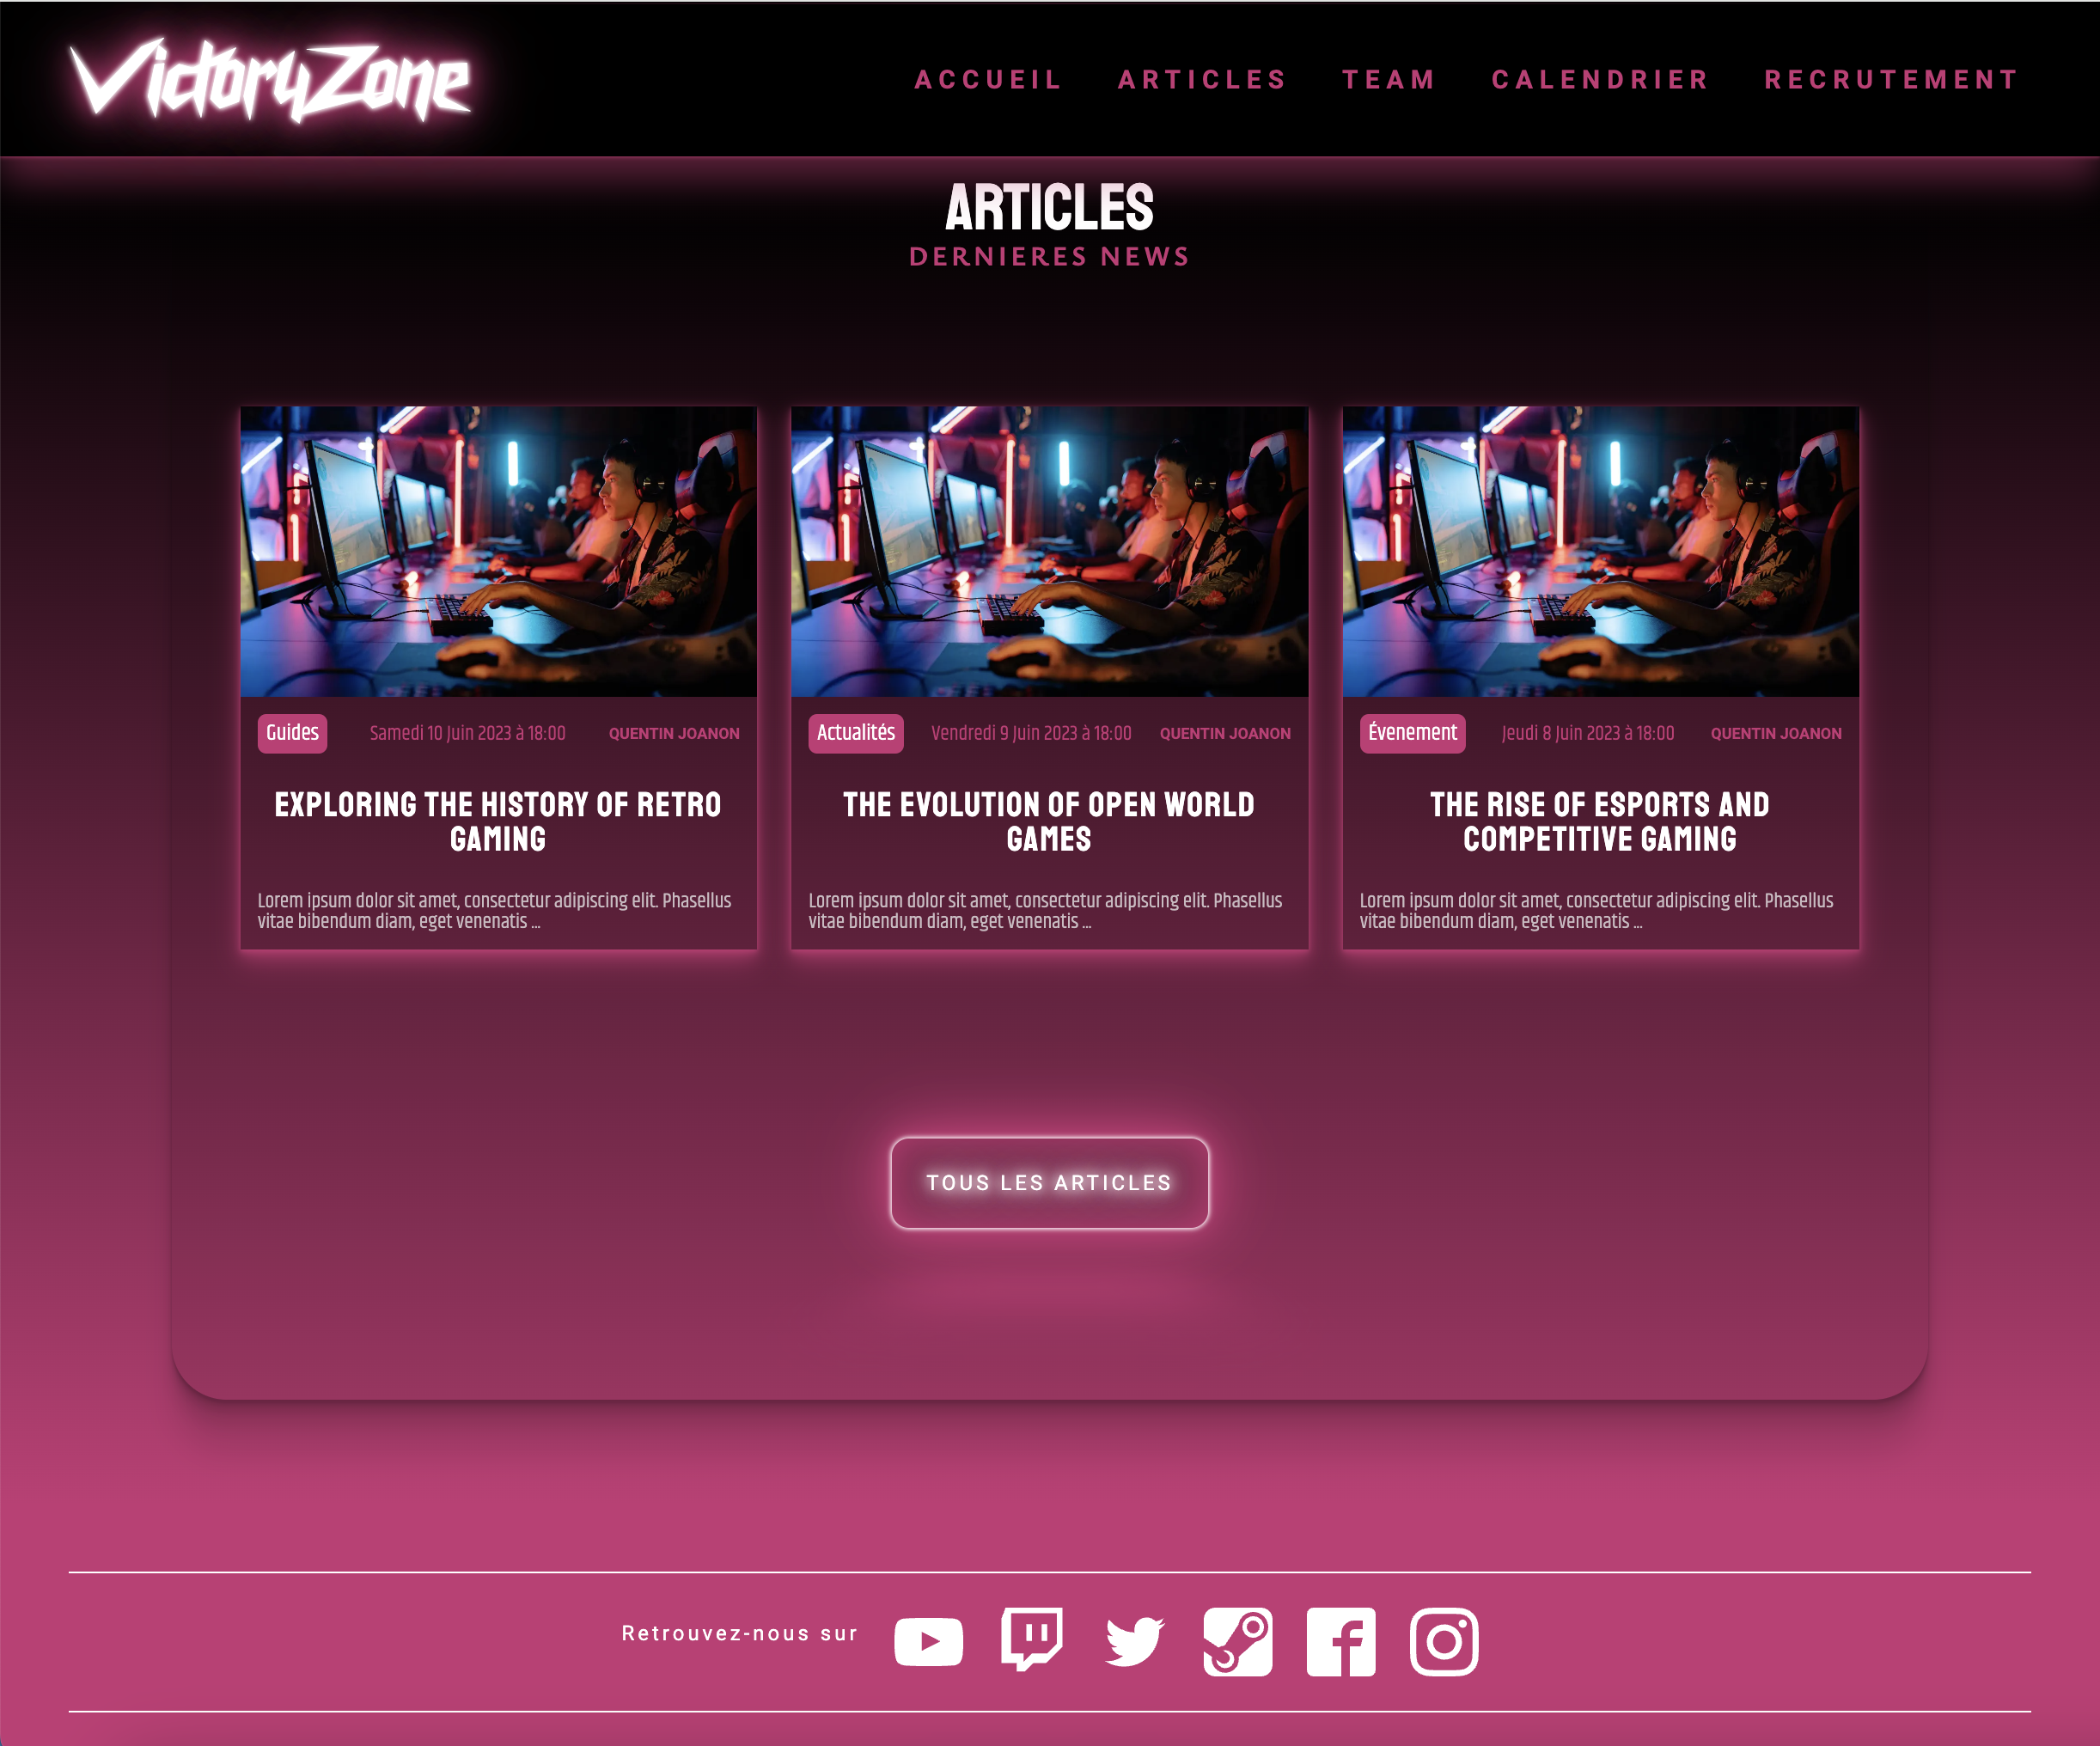 VictoryZone
ACCUEIL ARTICLES TEAM CALENDRIER RECRUTEMENT
ARTICLES
DERNIERES NEWS
Guides Samedi 10 Juin 2023 à 18:00 QUENTIN JOANON
EXPLORING THE HISTORY OF RETRO
GAMING
Lorem ipsum dolor sit amet, consectetur adipiscing elit. Phasellus
vitae bibendum diam, eget venenatis ...
Actualités Vendredi 9 Juin 2023 à 18:00 QUENTIN JOANON
THE EVOLUTION OF OPEN WORLD
GAMES
Lorem ipsum dolor sit amet, consectetur adipiscing elit. Phasellus
vitae bibendum diam, eget venenatis ...
Évenement Jeudi 8 Juin 2023 à 18:00 QUENTIN JOANON
THE RISE OF ESPORTS AND
COMPETITIVE GAMING
Lorem ipsum dolor sit amet, consectetur adipiscing elit. Phasellus
vitae bibendum diam, eget venenatis ...
TOUS LES ARTICLES
Retrouvez-nous sur